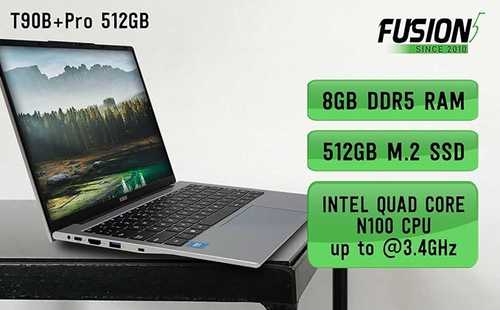 T90B+Pro 512GB
FUSION5
SINCE 2010
8GB DDR5 RAM
512GB M.2 SSD
INTEL QUAD CORE
N100 CPU
up to @3.4GHz